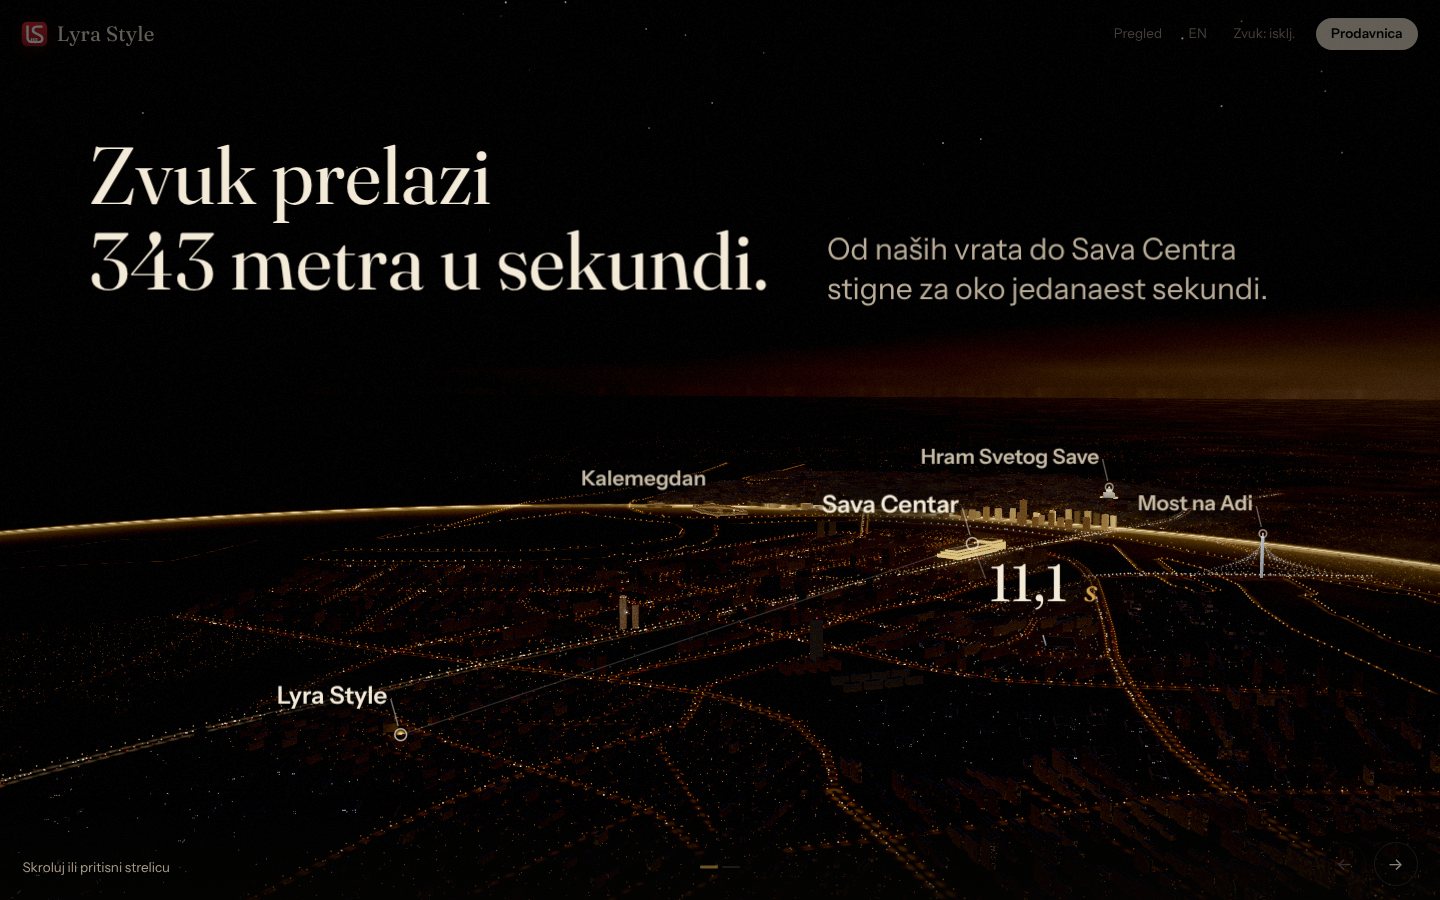 Lyra Style
Pregled
EN
Zvuk: isklj.
Prodavnica
Zvuk prelazi
343 metra u sekundi.
Od naših vrata do Sava Centra
stigne za oko jedanaest sekundi.
Hram Svetog Save
Kalemegdan
Sava Centar
Most na Adi
11,1 s
Lyra Style
Skroluj ili pritisni strelicu